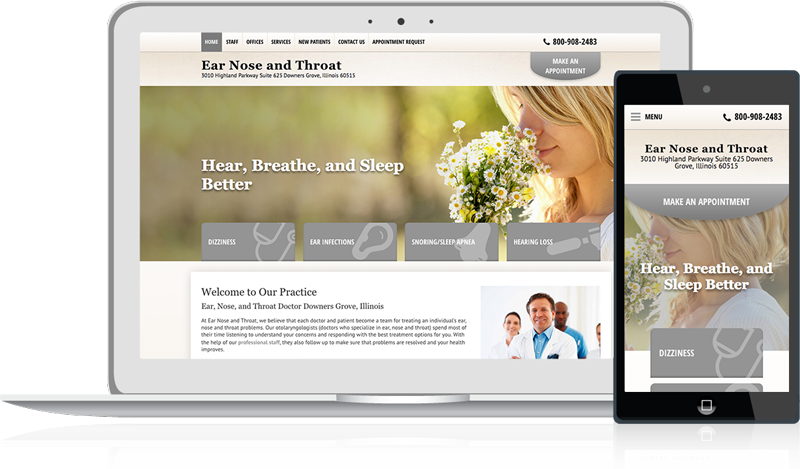 HOME STAFF OFFICES SERVICES NEW PATIENTS CONTACT US APPOINTMENT REQUEST 800-908-2483
Ear Nose and Throat
3010 Highland Parkway Suite 625 Downers Grove, Illinois 60515
MAKE AN
APPOINTMENT
Hear, Breathe, and Sleep
Better
DIZZINESS EAR INFECTIONS SNORING/SLEEP APNEA HEARING LOSS
Welcome to Our Practice
Ear, Nose, and Throat Doctor Downers Grove, Illinois
At Ear Nose and Throat, we believe that each doctor and patient become a team for treating an individual's ear,
nose and throat problems. Our otolaryngologists (doctors who specialize in ear, nose and throat) spend most of
their time listening to understand your concerns and responding with the best treatment options for you. With
the help of our professional staff, they also follow up to make sure that problems are resolved and your health
improves.
MENU 800-908-2483
Ear Nose and Throat
3010 Highland Parkway Suite 625 Downers
Grove, Illinois 60515
MAKE AN APPOINTMENT
Hear, Breathe, and
Sleep Better
DIZZINESS